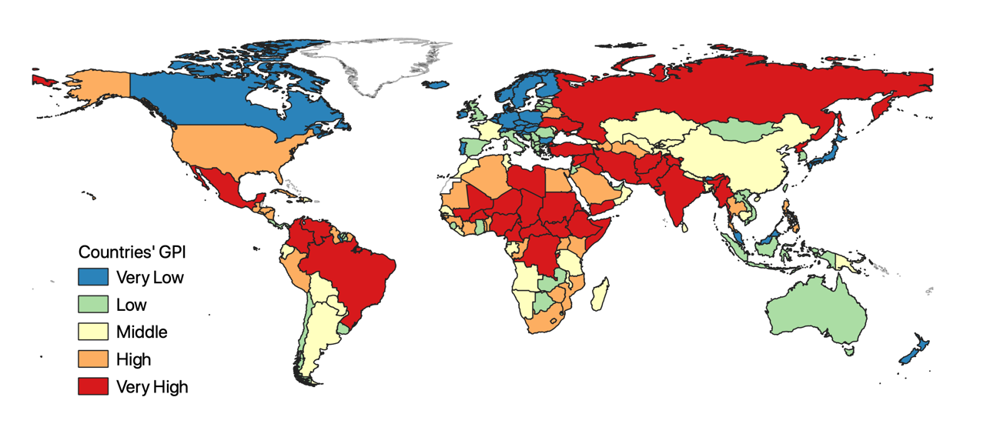 Countries' GPI
Very Low
Low
Middle
High
Very High